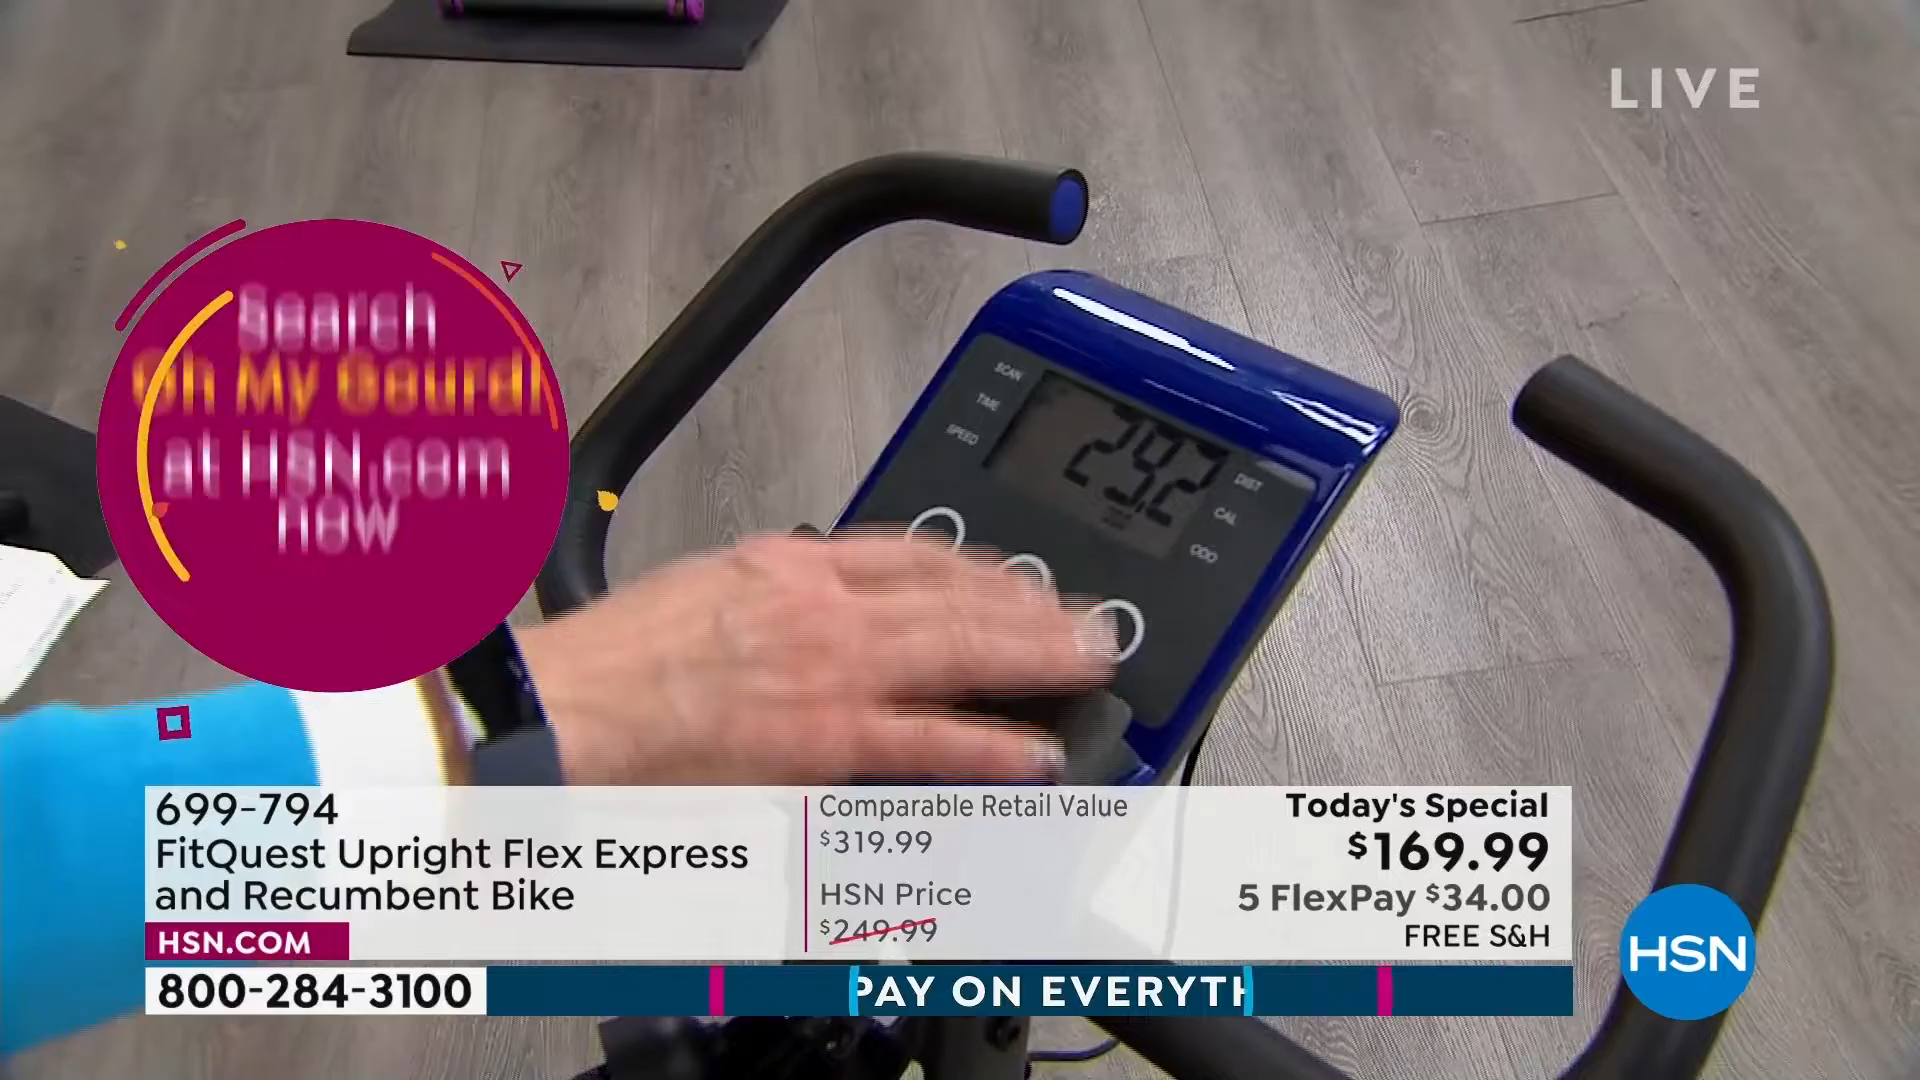 LIVE
Search
Oh My Gourd!
at HSN.com
now
SCAN
TIME
SPEED
292
DIST
CAL
ODO
699-794
FitQuest Upright Flex Express
and Recumbent Bike
HSN.COM
800-284-3100
Comparable Retail Value
$319.99
HSN Price
$249.99
Today's Special
$169.99
5 FlexPay $34.00
FREE S&H
PAY ON EVERYTH
HSN